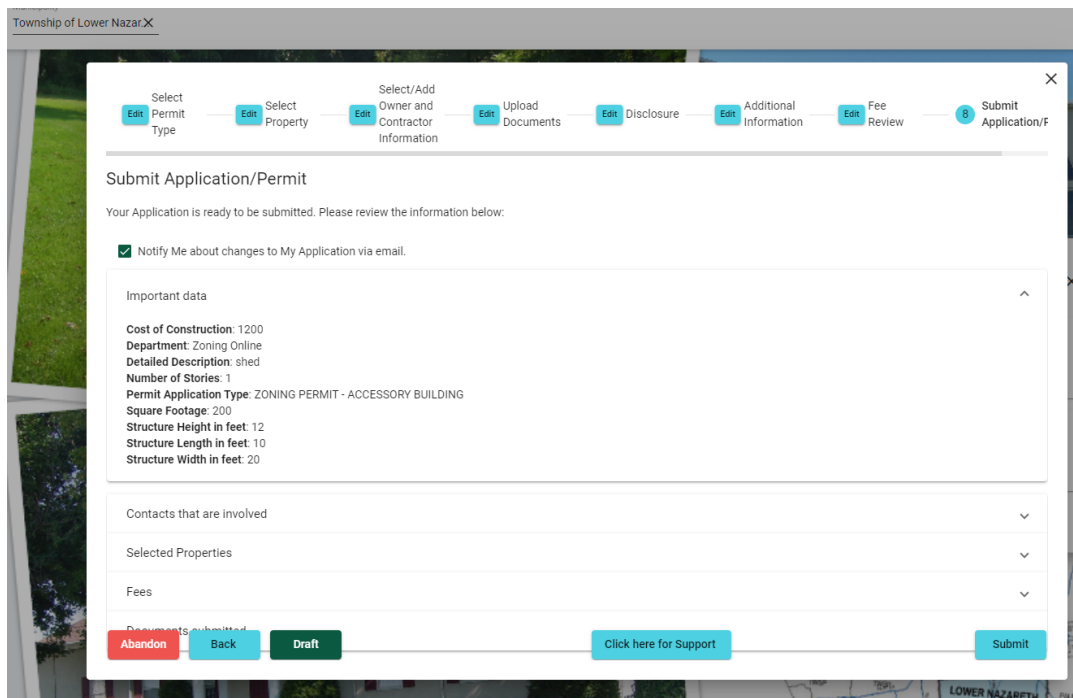 Township of Lower Nazar
Select
Permit
Type
Edit
Select
Property
Edit
Select/Add
Owner and
Contractor
Information
Edit
Upload
Documents
Edit
Disclosure
Edit
Additional
Information
Edit
Fee
Review
Edit
8
Submit
Application/P
Submit Application/Permit
Your Application is ready to be submitted. Please review the information below:
Notify Me about changes to My Application via email.
Important data
Cost of Construction: 1200
Department: Zoning Online
Detailed Description: shed
Number of Stories: 1
Permit Application Type: ZONING PERMIT - ACCESSORY BUILDING
Square Footage: 200
Structure Height in feet: 12
Structure Length in feet: 10
Structure Width in feet: 20
Contacts that are involved
Selected Properties
Fees
Documents submitted
Abandon
Back
Draft
Click here for Support
Submit
LOWER NAZARETH